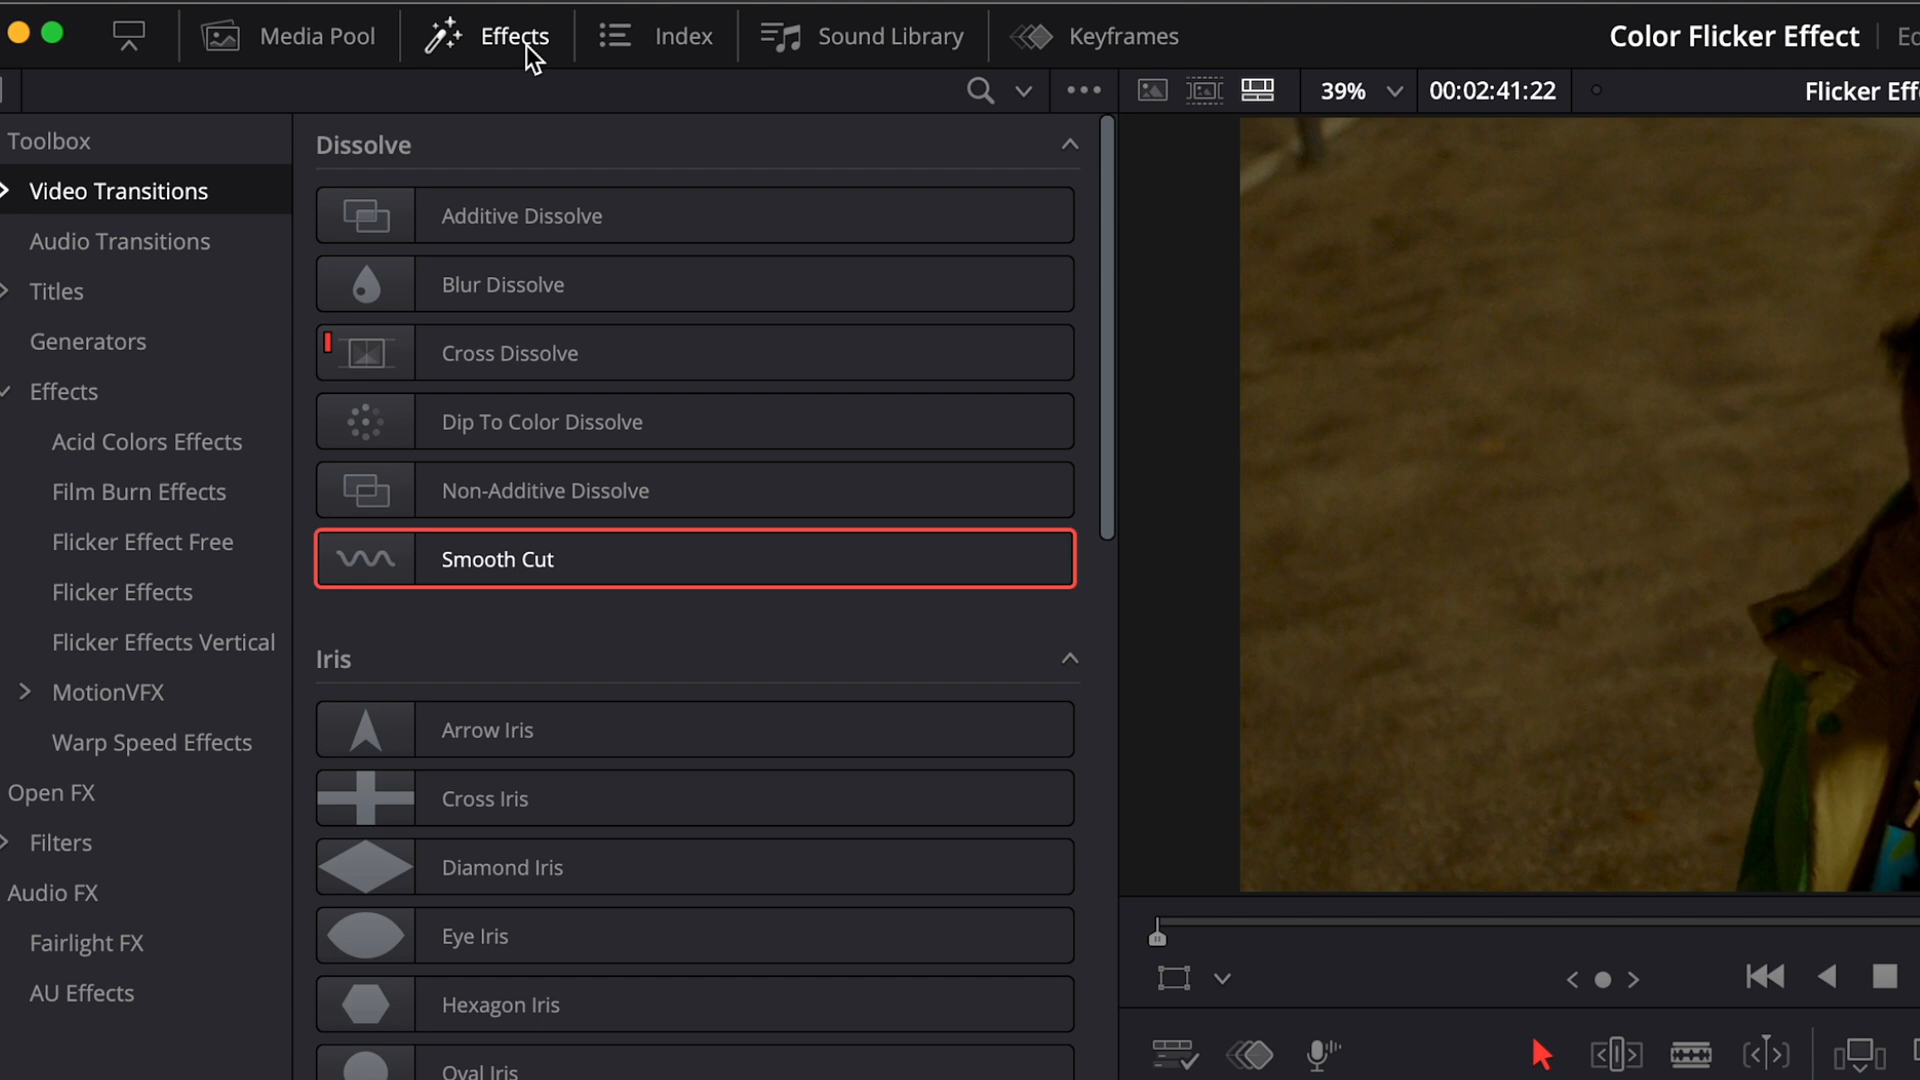 Media Pool
Effects
Index
Sound Library
Keyframes
Color Flicker Effect
39%
00:02:41:22
Toolbox
Video Transitions
Audio Transitions
Titles
Generators
Effects
Acid Colors Effects
Film Burn Effects
Flicker Effect Free
Flicker Effects
Flicker Effects Vertical
MotionVFX
Warp Speed Effects
Open FX
Filters
Audio FX
Fairlight FX
AU Effects
Dissolve
Additive Dissolve
Blur Dissolve
Cross Dissolve
Dip To Color Dissolve
Non-Additive Dissolve
Smooth Cut
Iris
Arrow Iris
Cross Iris
Diamond Iris
Eye Iris
Hexagon Iris
Oval Iris
Flicker